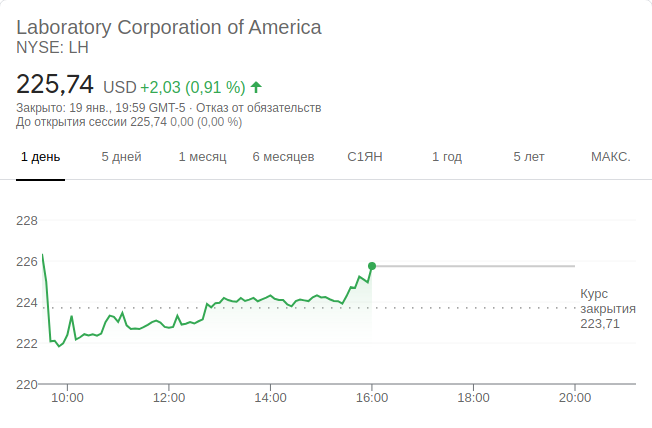 Laboratory Corporation of America
NYSE: LH
225,74 USD +2,03 (0,91 %)
Закрыто: 19 янв., 19:59 GMT-5 · Отказ от обязательств
До открытия сессии 225,74 0,00 (0,00 %)
1 день 5 дней 1 месяц 6 месяцев С1ЯН 1 год 5 лет МАКС.
228
226
224
222
220
Курс
закрытия
223,71
10:00 12:00 14:00 16:00 18:00 20:00